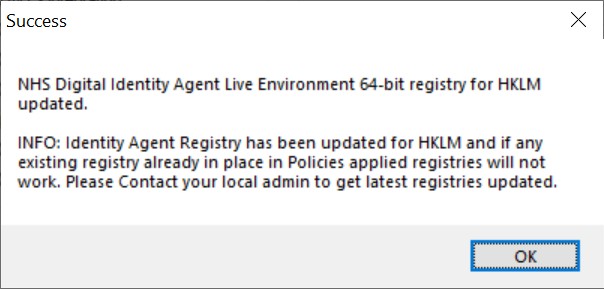 Success
NHS Digital Identity Agent Live Environment 64-bit registry for HKLM
updated.
INFO: Identity Agent Registry has been updated for HKLM and if any
existing registry already in place in Policies applied registries will not
work. Please Contact your local admin to get latest registries updated.
OK